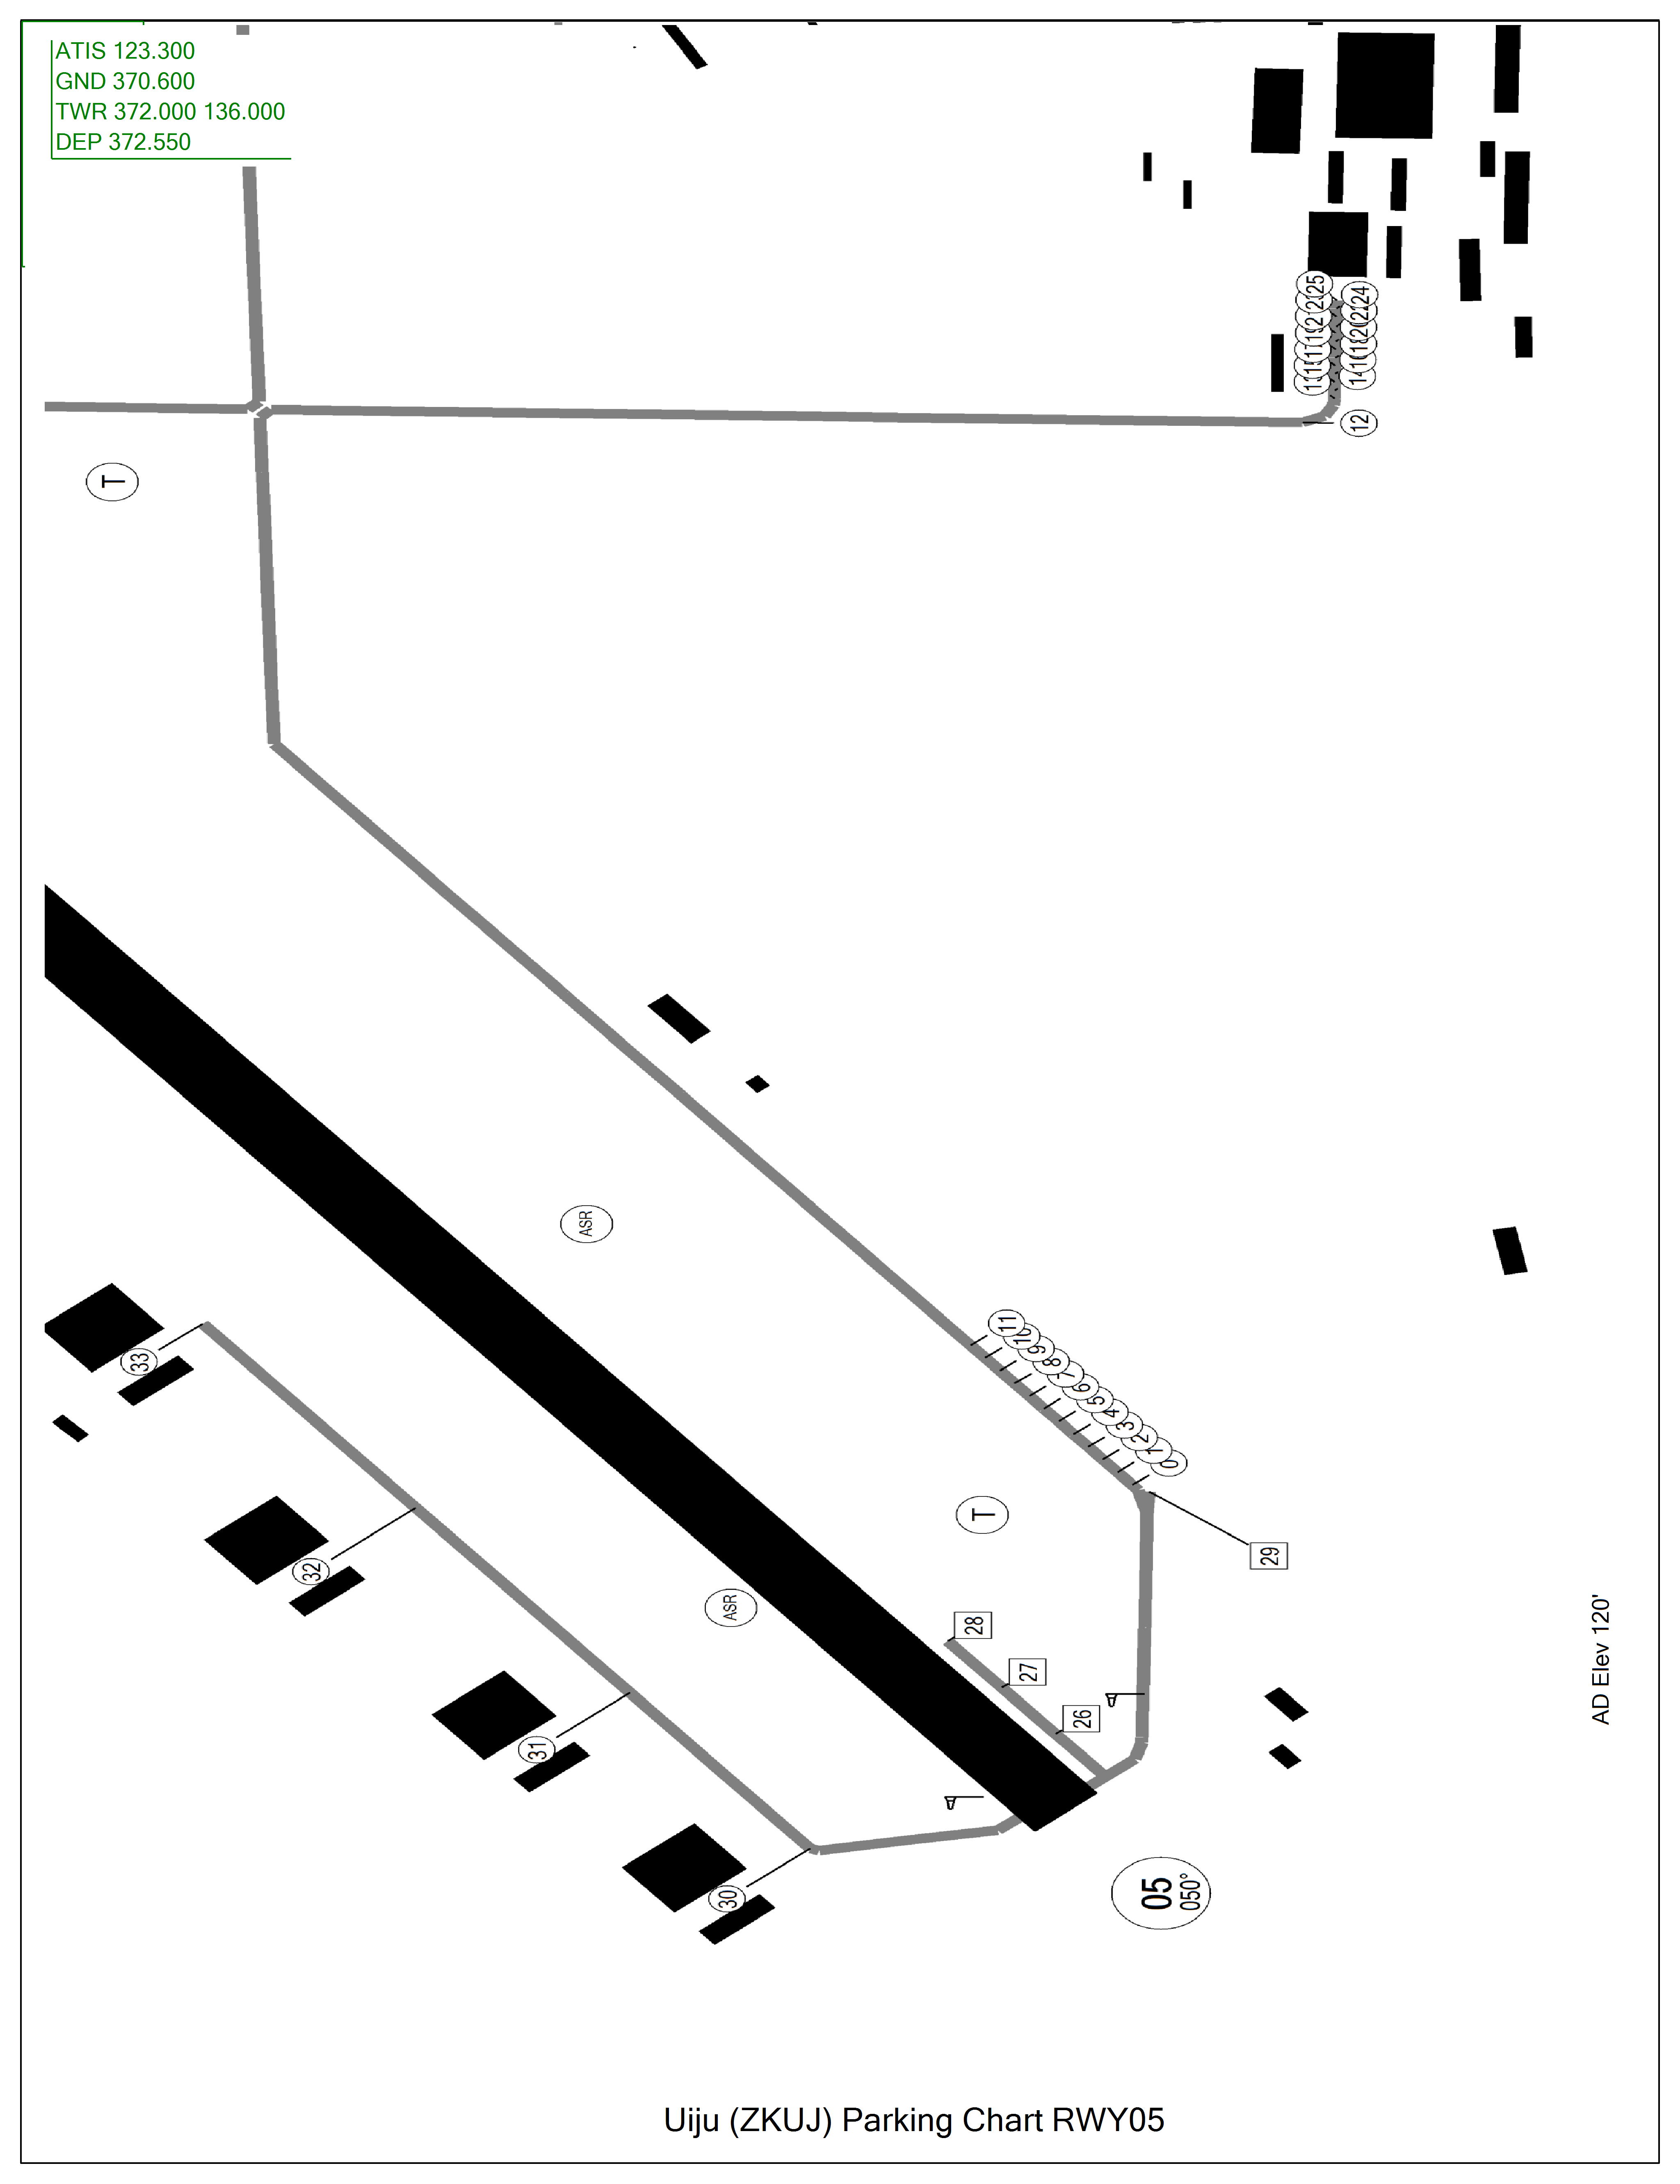 ATIS 123.300
GND 370.600
TWR 372.000 136.000
DEP 372.550
25
24
12
T
ASR
11
10
9
8
7
6
5
4
3
2
1
0
33
32
T
29
ASR
28
27
26
31
30
05
050°
AD Elev 120'
Uiju (ZKUJ) Parking Chart RWY05